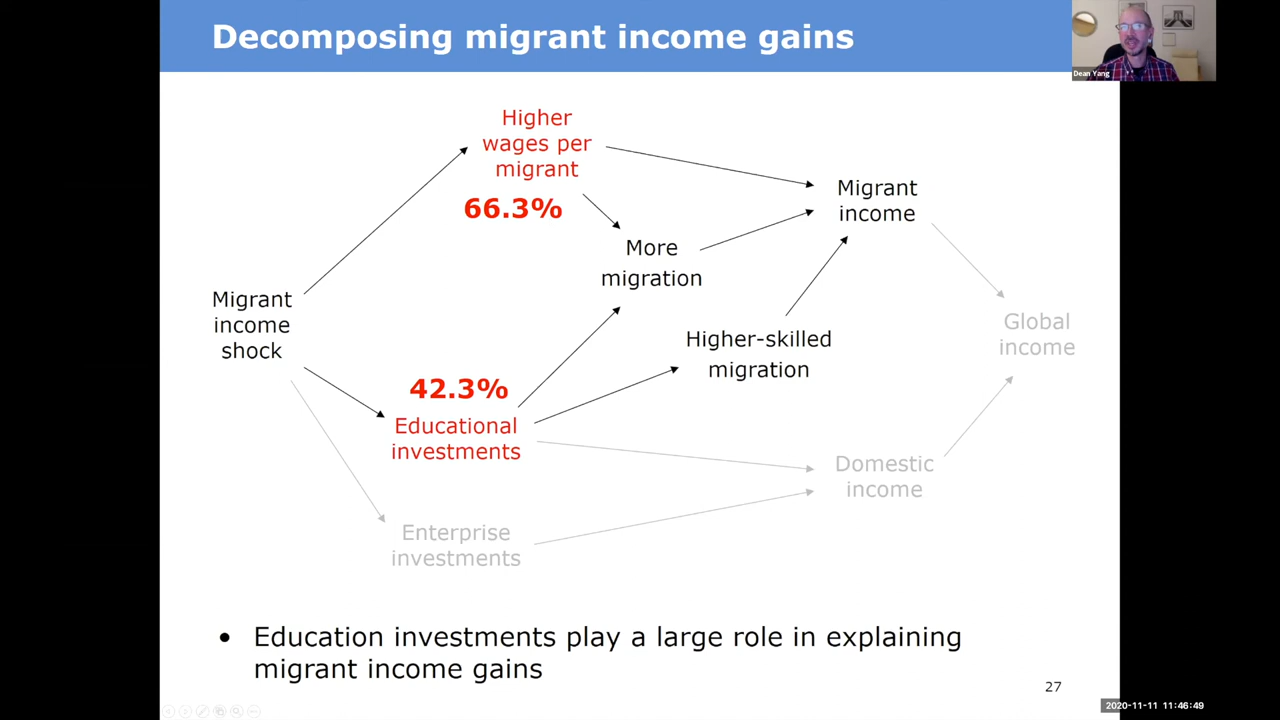 Decomposing migrant income gains
Dean Yang
Higher
wages per
migrant
66.3%
Migrant
income
More
migration
Migrant
income
shock
Global
income
Higher-skilled
migration
42.3%
Educational
investments
Domestic
income
Enterprise
investments
• Education investments play a large role in explaining
migrant income gains
27
2020-11-11 11:46:49